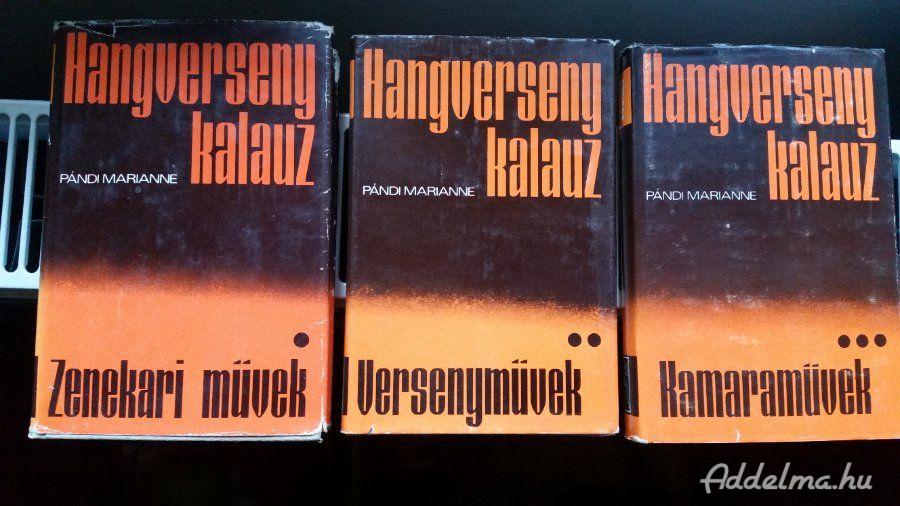 Hangverseny
kalauz
PÁNDI MARIANNE
Zenekari művek
Hangverseny
kalauz
PÁNDI MARIANNE
Versenyművek
Hangverseny
kalauz
PÁNDI MARIANNE
Kamaraművek
Addelma.hu